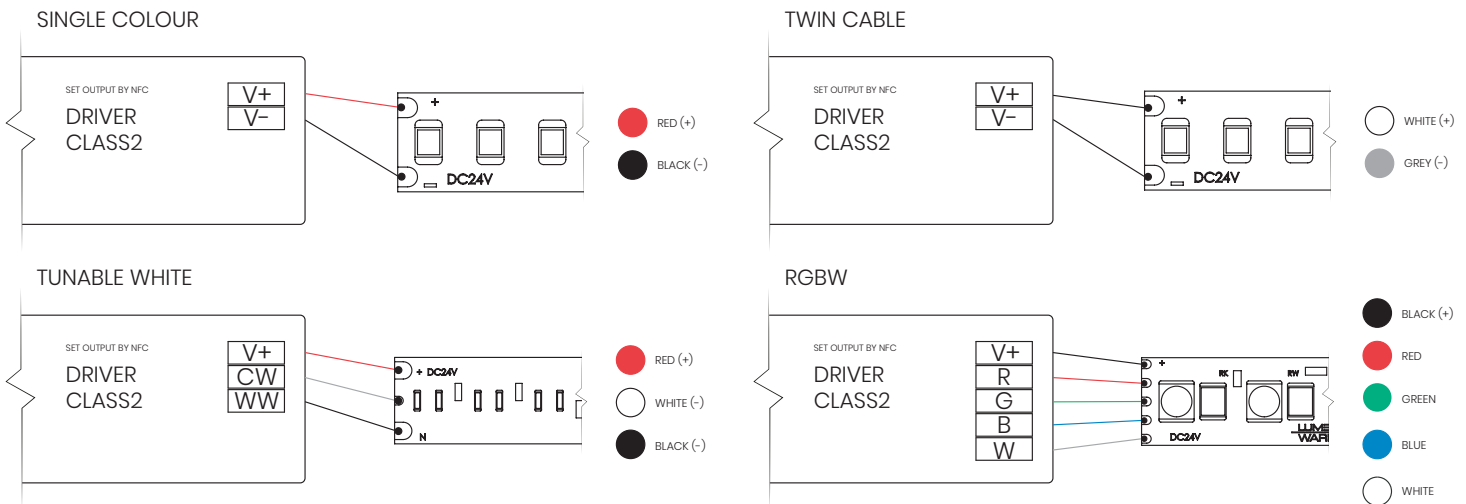 SINGLE COLOUR
SET OUTPUT BY NFC
DRIVER
CLASS2
V+
V-
+
DC24V
RED (+)
BLACK (-)
TWIN CABLE
SET OUTPUT BY NFC
DRIVER
CLASS2
V+
V-
+
DC24V
WHITE (+)
GREY (-)
TUNABLE WHITE
SET OUTPUT BY NFC
DRIVER
CLASS2
V+
CW
WW
+ DC24V
N
RED (+)
WHITE (-)
BLACK (-)
RGBW
SET OUTPUT BY NFC
DRIVER
CLASS2
V+
R
G
B
W
+
RK
RW
DC24V
BLACK (+)
RED
GREEN
BLUE
WHITE